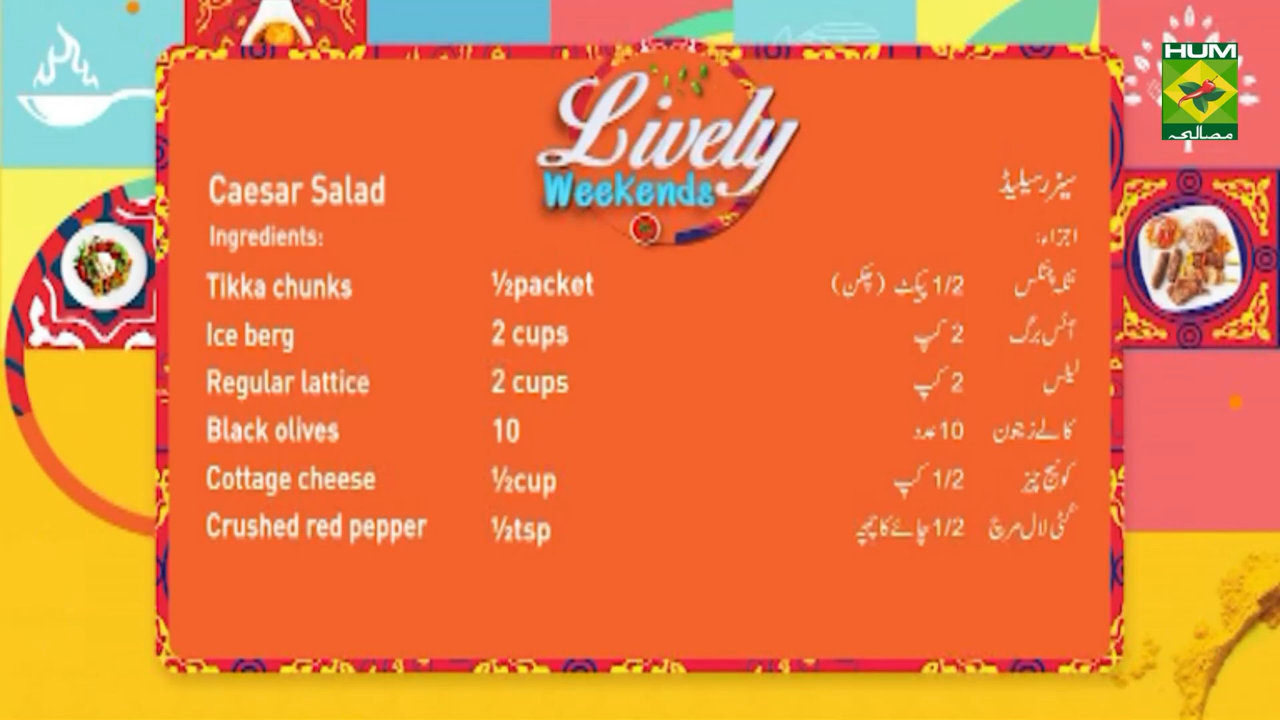 HUM
مصالحہ
Lively
Weekends
Caesar Salad
سیزر سیلیڈ
Ingredients:
اجزاء:
Tikka chunks ½packet
تکہ چنکس 1/2 پیکٹ (چکن)
Ice berg 2 cups
آئس برگ 2 کپ
Regular lattice 2 cups
لیٹس 2 کپ
Black olives 10
کالے زیتون 10 عدد
Cottage cheese ½cup
کوٹیج چیز 1/2 کپ
Crushed red pepper ½tsp
کٹی لال مرچ 1/2 چائے کا چمچہ